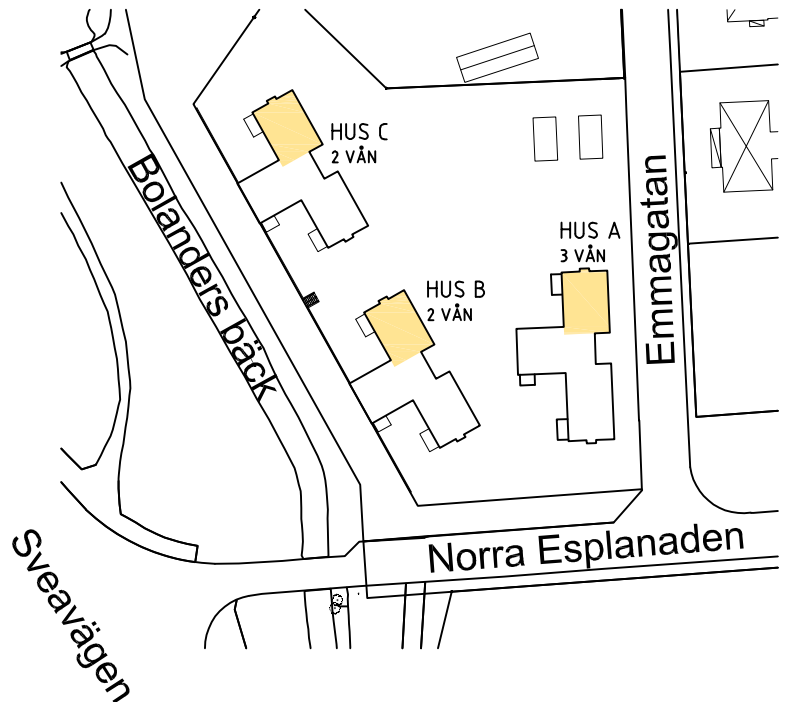 HUS C
2 VÅN
Bolanders bäck
HUS A
3 VÅN
Emmagatan
HUS B
2 VÅN
Norra Esplanaden
Sveavägen